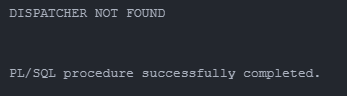 DISPATCHER NOT FOUND
PL/SQL procedure successfully completed.